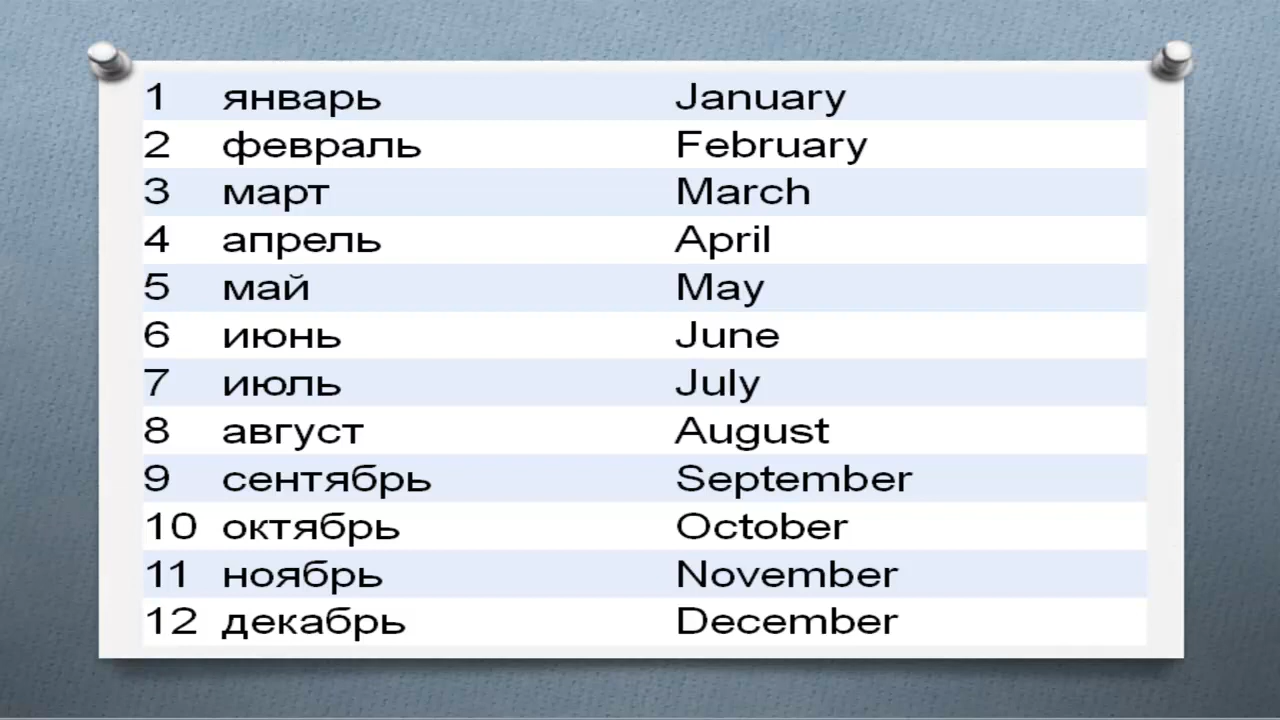 1 январь January
2 февраль February
3 март March
4 апрель April
5 май May
6 июнь June
7 июль July
8 август August
9 сентябрь September
10 октябрь October
11 ноябрь November
12 декабрь December